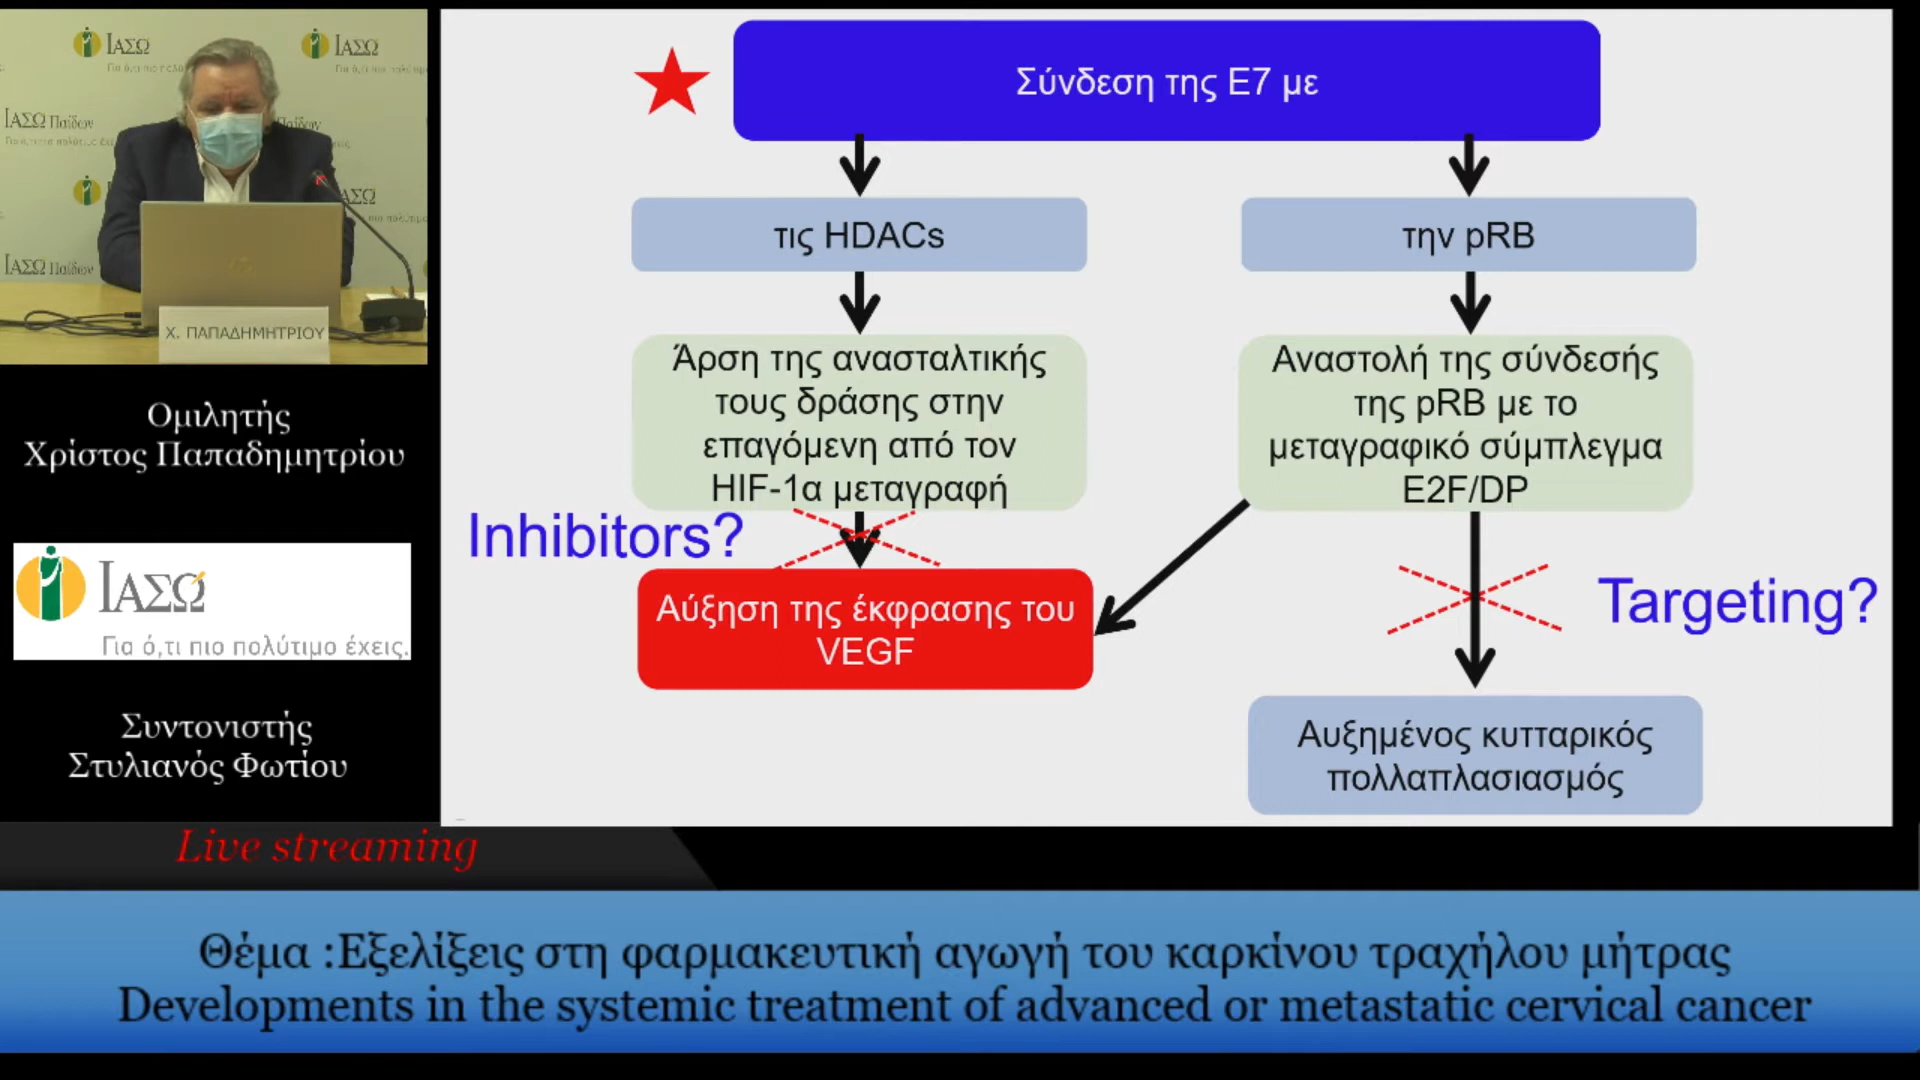 ΙΑΣΩ
ΙΑΣΩ
ΙΑΣΩ Παίδων
ΙΑΣΩ Παίδων
Χ. ΠΑΠΑΔΗΜΗΤΡΙΟΥ
Ομιλητής
Χρίστος Παπαδημητρίου
ΙΑΣΩ
Για ό,τι πιο πολύτιμο έχεις.
Συντονιστής
Στυλιανός Φωτίου
Σύνδεση της E7 με
τις HDACs
την pRB
Άρση της ανασταλτικής
τους δράσης στην
επαγόμενη από τον
HIF-1α μεταγραφή
Αναστολή της σύνδεσής
της pRB με το
μεταγραφικό σύμπλεγμα
E2F/DP
Inhibitors?
Αύξηση της έκφρασης του
VEGF
Targeting?
Αυξημένος κυτταρικός
πολλαπλασιασμός
Live streaming
Θέμα :Εξελίξεις στη φαρμακευτική αγωγή του καρκίνου τραχήλου μήτρας
Developments in the systemic treatment of advanced or metastatic cervical cancer